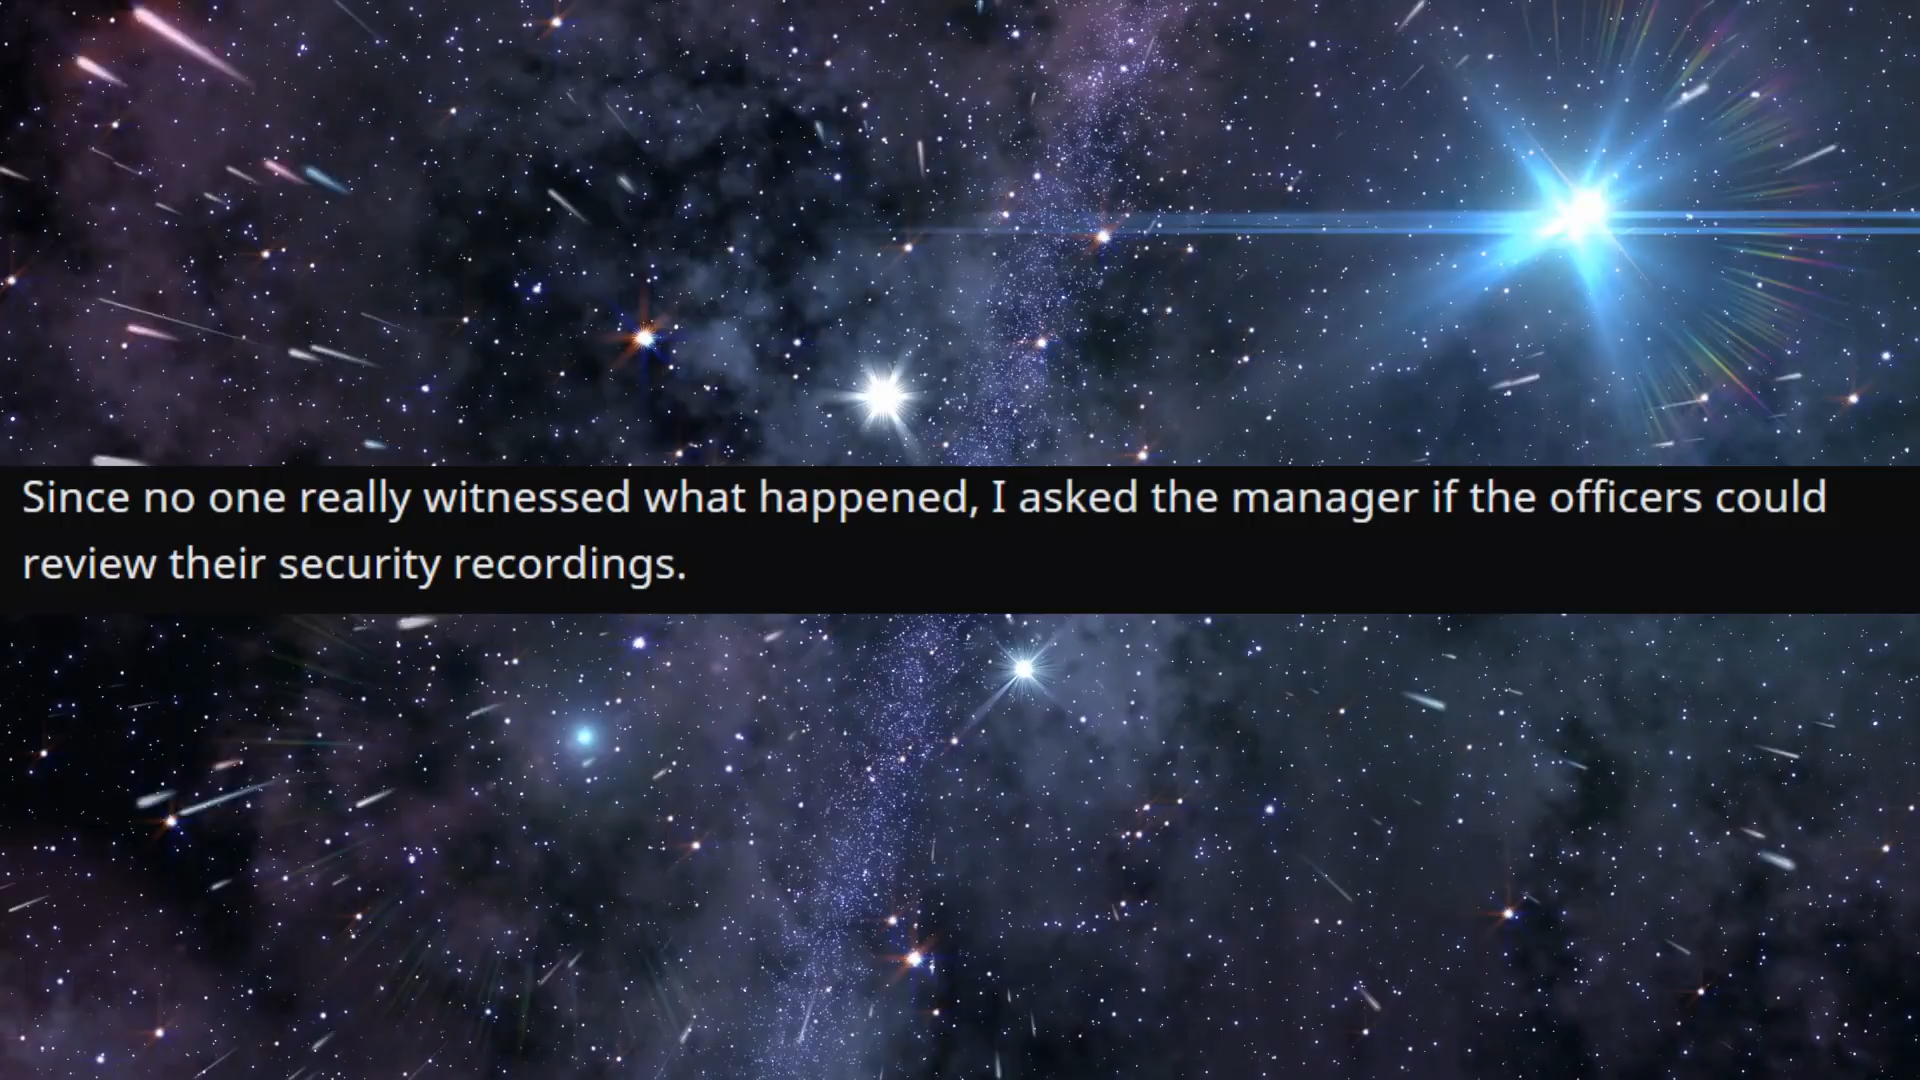 Since no one really witnessed what happened, I asked the manager if the officers could
review their security recordings.